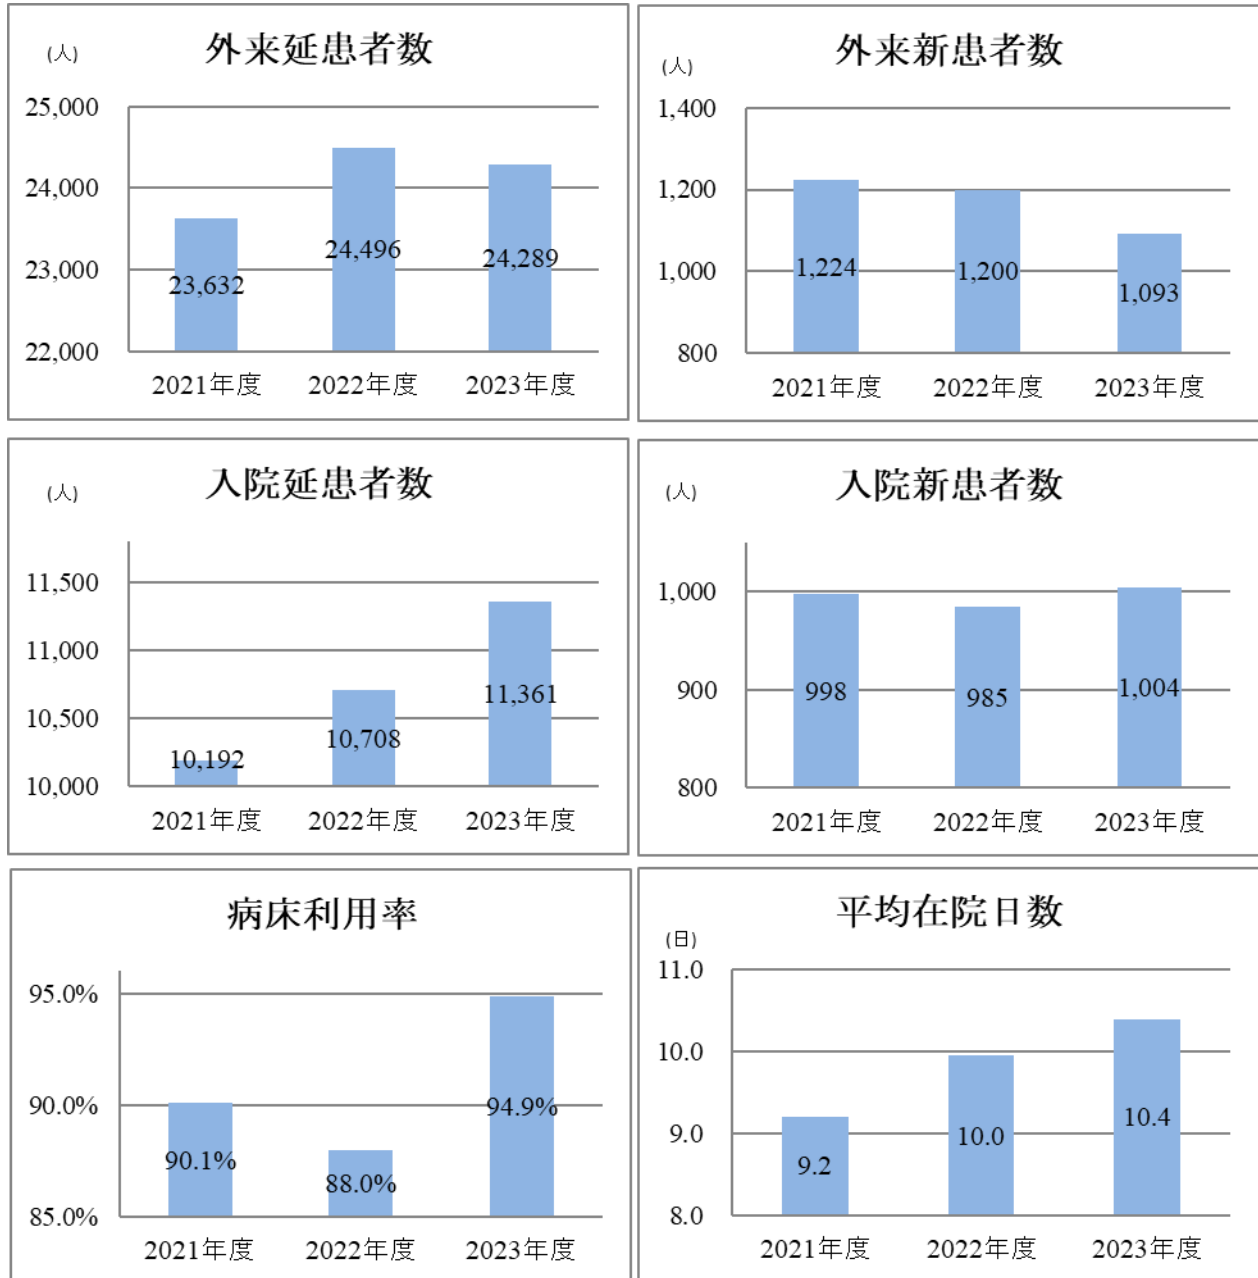 外来延患者数
(人)
25,000
24,000
23,000
22,000
23,632
24,496
24,289
2021年度
2022年度
2023年度
外来新患者数
(人)
1,400
1,200
1,000
800
1,224
1,200
1,093
2021年度
2022年度
2023年度
入院延患者数
(人)
11,500
11,000
10,500
10,000
10,192
10,708
11,361
2021年度
2022年度
2023年度
入院新患者数
(人)
1,000
900
800
998
985
1,004
2021年度
2022年度
2023年度
病床利用率
95.0%
90.0%
85.0%
90.1%
88.0%
94.9%
2021年度
2022年度
2023年度
平均在院日数
(日)
11.0
10.0
9.0
8.0
9.2
10.0
10.4
2021年度
2022年度
2023年度